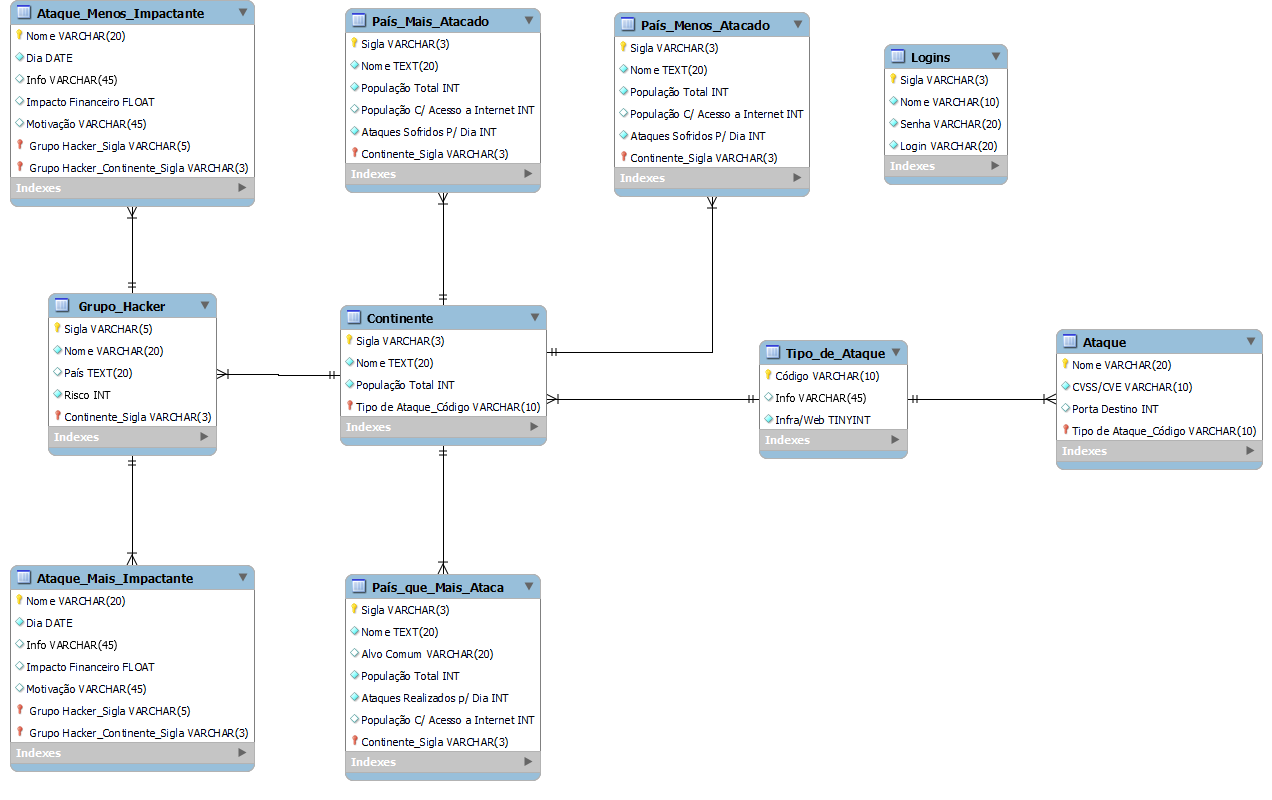 Ataque_Menos_Impactante
Nome VARCHAR(20)
Dia DATE
Info VARCHAR(45)
Impacto Financeiro FLOAT
Motivação VARCHAR(45)
Grupo Hacker_Sigla VARCHAR(5)
Grupo Hacker_Continente_Sigla VARCHAR(3)
Indexes
País_Mais_Atacado
Sigla VARCHAR(3)
Nome TEXT(20)
População Total INT
População C/ Acesso a Internet INT
Ataques Sofridos P/ Dia INT
Continente_Sigla VARCHAR(3)
Indexes
País_Menos_Atacado
Sigla VARCHAR(3)
Nome TEXT(20)
População Total INT
População C/ Acesso a Internet INT
Ataques Sofridos P/ Dia INT
Continente_Sigla VARCHAR(3)
Indexes
Logins
Sigla VARCHAR(3)
Nome VARCHAR(10)
Senha VARCHAR(20)
Login VARCHAR(20)
Indexes
Grupo_Hacker
Sigla VARCHAR(5)
Nome VARCHAR(20)
País TEXT(20)
Risco INT
Continente_Sigla VARCHAR(3)
Indexes
Continente
Sigla VARCHAR(3)
Nome TEXT(20)
População Total INT
Tipo de Ataque_Código VARCHAR(10)
Indexes
Tipo_de_Ataque
Código VARCHAR(10)
Info VARCHAR(45)
Infra/Web TINYINT
Indexes
Ataque
Nome VARCHAR(20)
CVSS/CVE VARCHAR(10)
Porta Destino INT
Tipo de Ataque_Código VARCHAR(10)
Indexes
Ataque_Mais_Impactante
Nome VARCHAR(20)
Dia DATE
Info VARCHAR(45)
Impacto Financeiro FLOAT
Motivação VARCHAR(45)
Grupo Hacker_Sigla VARCHAR(5)
Grupo Hacker_Continente_Sigla VARCHAR(3)
Indexes
País_que_Mais_Ataca
Sigla VARCHAR(3)
Nome TEXT(20)
Alvo Comum VARCHAR(20)
População Total INT
Ataques Realizados p/ Dia INT
População C/ Acesso a Internet INT
Continente_Sigla VARCHAR(3)
Indexes